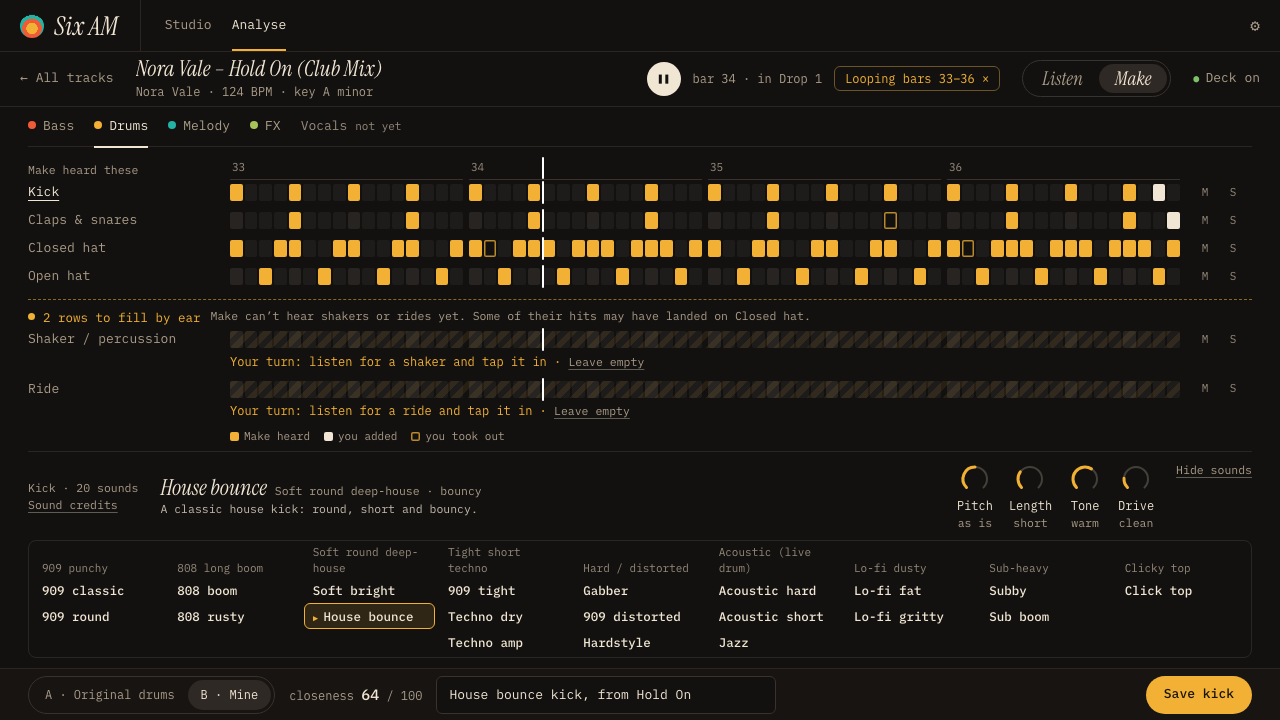 Six AM
Studio Analyse
⚙
← All tracks
Nora Vale – Hold On (Club Mix)
Nora Vale · 124 BPM · key A minor
bar 34 · in Drop 1
Looping bars 33–36 ×
Listen Make
Deck on
Bass Drums Melody FX Vocals not yet
Make heard these
33 34 35 36
Kick M S
Claps & snares M S
Closed hat M S
Open hat M S
2 rows to fill by ear Make can't hear shakers or rides yet. Some of their hits may have landed on Closed hat.
Shaker / percussion M S
Your turn: listen for a shaker and tap it in · Leave empty
Ride M S
Your turn: listen for a ride and tap it in · Leave empty
Make heard you added you took out
Kick · 20 sounds
Sound credits
House bounce Soft round deep-house · bouncy
A classic house kick: round, short and bouncy.
Pitch Length Tone Drive
as is short warm clean
Hide sounds
909 punchy
909 classic
909 round
808 long boom
808 boom
808 rusty
Soft round deep-
house
Soft bright
▸ House bounce
Tight short
techno
909 tight
Techno dry
Techno amp
Hard / distorted
Gabber
909 distorted
Hardstyle
Acoustic (live
drum)
Acoustic hard
Acoustic short
Jazz
Lo-fi dusty
Lo-fi fat
Lo-fi gritty
Sub-heavy
Subby
Sub boom
Clicky top
Click top
A · Original drums B · Mine
closeness 64 / 100
House bounce kick, from Hold On
Save kick